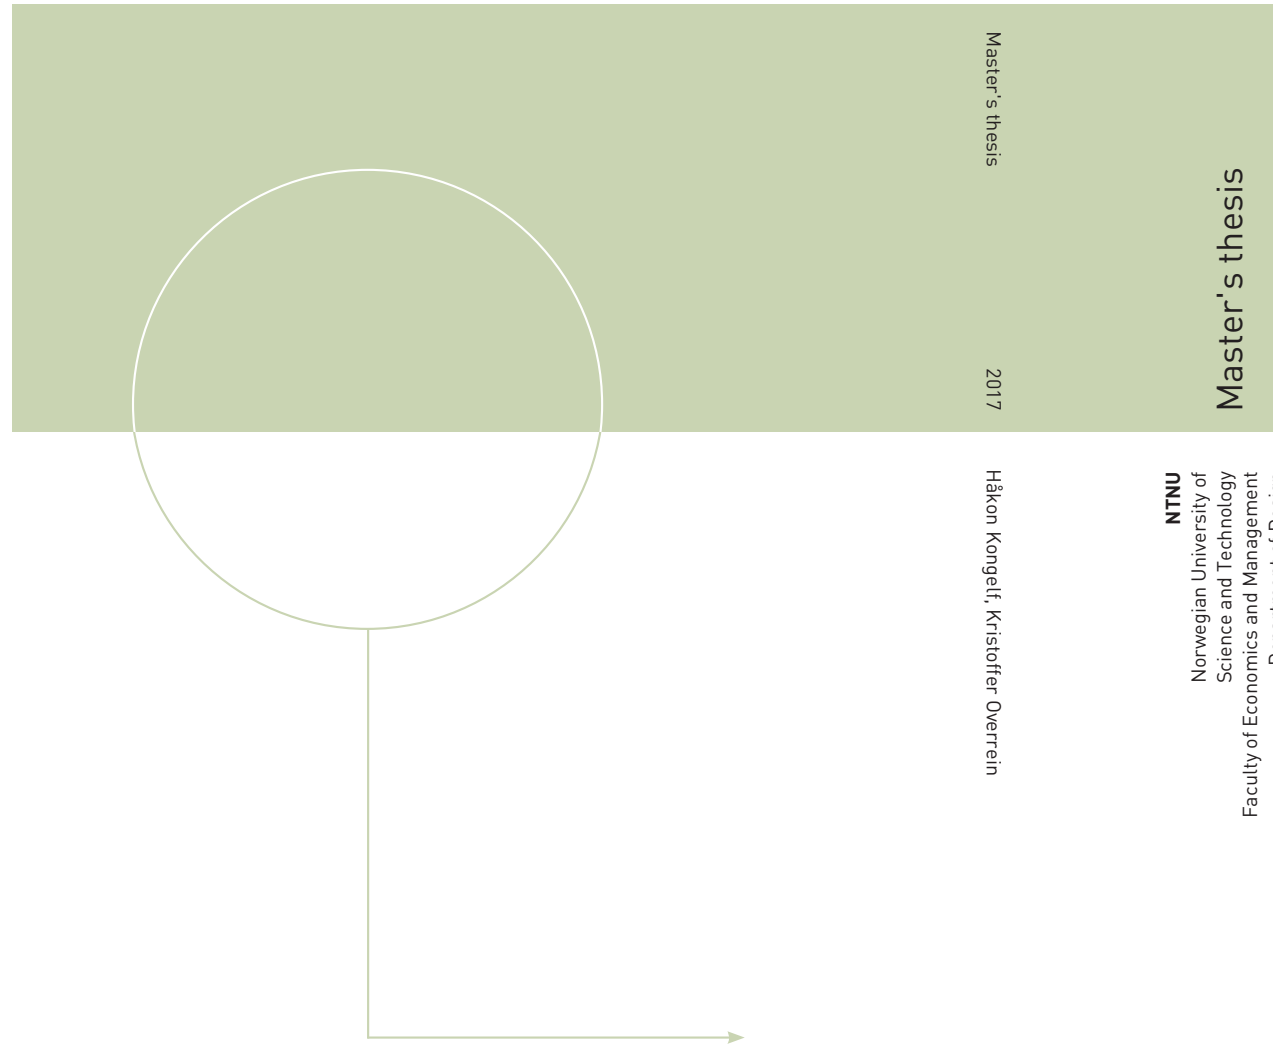 Master's thesis
2017
Håkon Kongelf, Kristoffer Overrein
Master's thesis
NTNU
Norwegian University of
Science and Technology
Faculty of Economics and Management